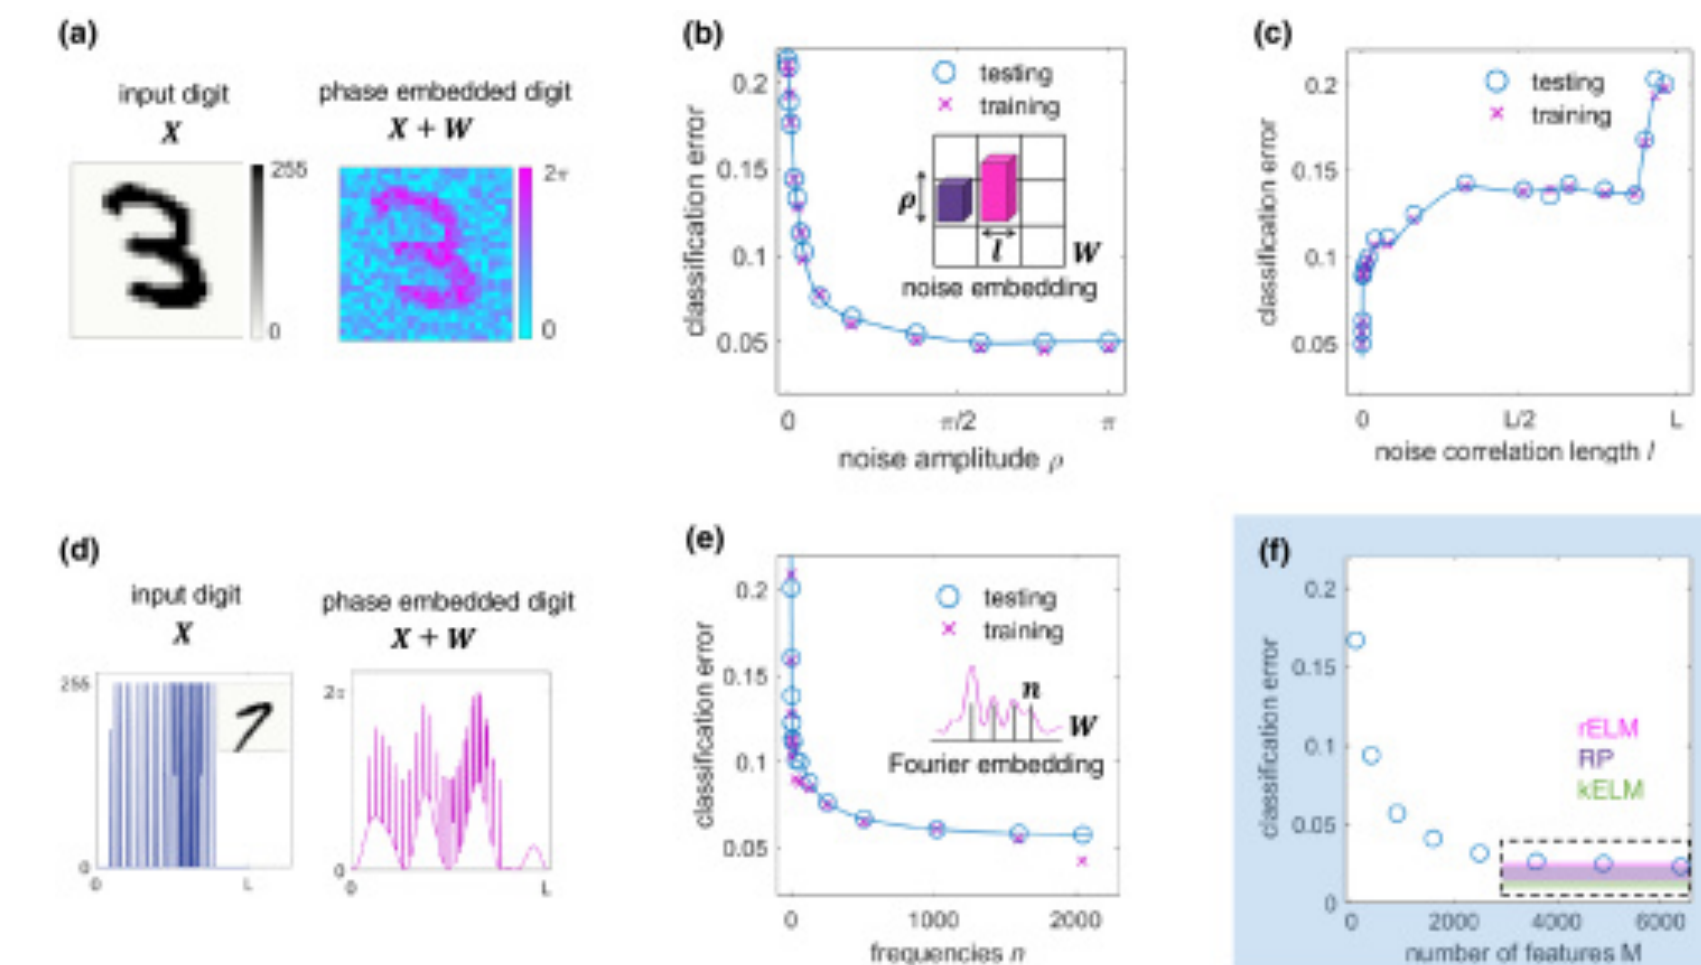 (a)
input digit
X
255
0
phase embedded digit
X + W
2π
0
(b)
classification error
0.2
0.15
0.1
0.05
0
π/2
π
noise amplitude ρ
testing
training
ρ
l
W
noise embedding
(c)
classification error
0.2
0.15
0.1
0.05
0
L/2
L
noise correlation length l
testing
training
(d)
input digit
X
255
0
0
L
phase embedded digit
X + W
2π
0
0
L
(e)
classification error
0.2
0.15
0.1
0.05
0
1000
2000
frequencies n
testing
training
n
W
Fourier embedding
(f)
classification error
0.2
0.15
0.1
0.05
0
0
2000
4000
6000
number of features M
rELM
RP
kELM